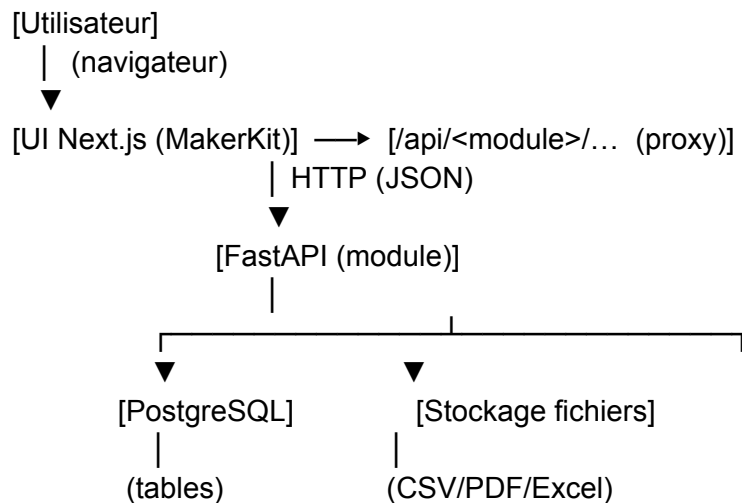 [Utilisateur]
(navigateur)
[UI Next.js (MakerKit)] [/api/<module>/… (proxy)]
HTTP (JSON)
[FastAPI (module)]
[PostgreSQL] [Stockage fichiers]
(tables) (CSV/PDF/Excel)